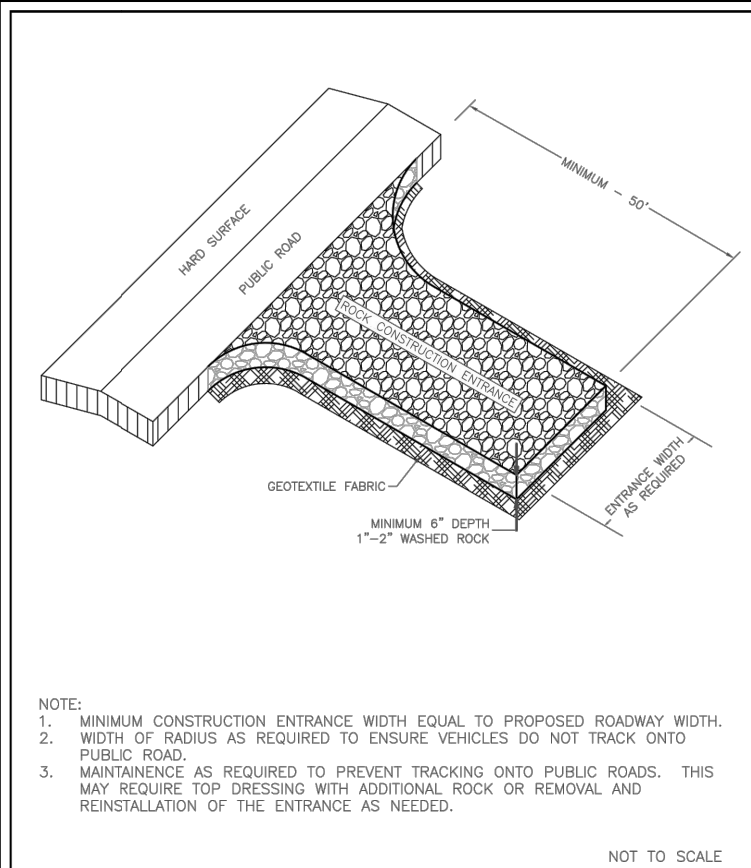 HARD SURFACE
PUBLIC ROAD
MINIMUM - 50'
ROCK CONSTRUCTION ENTRANCE
GEOTEXTILE FABRIC
MINIMUM 6" DEPTH
1"-2" WASHED ROCK
ENTRANCE WIDTH
AS REQUIRED
NOTE:
1. MINIMUM CONSTRUCTION ENTRANCE WIDTH EQUAL TO PROPOSED ROADWAY WIDTH.
2. WIDTH OF RADIUS AS REQUIRED TO ENSURE VEHICLES DO NOT TRACK ONTO
PUBLIC ROAD.
3. MAINTAINENCE AS REQUIRED TO PREVENT TRACKING ONTO PUBLIC ROADS. THIS
MAY REQUIRE TOP DRESSING WITH ADDITIONAL ROCK OR REMOVAL AND
REINSTALLATION OF THE ENTRANCE AS NEEDED.
NOT TO SCALE